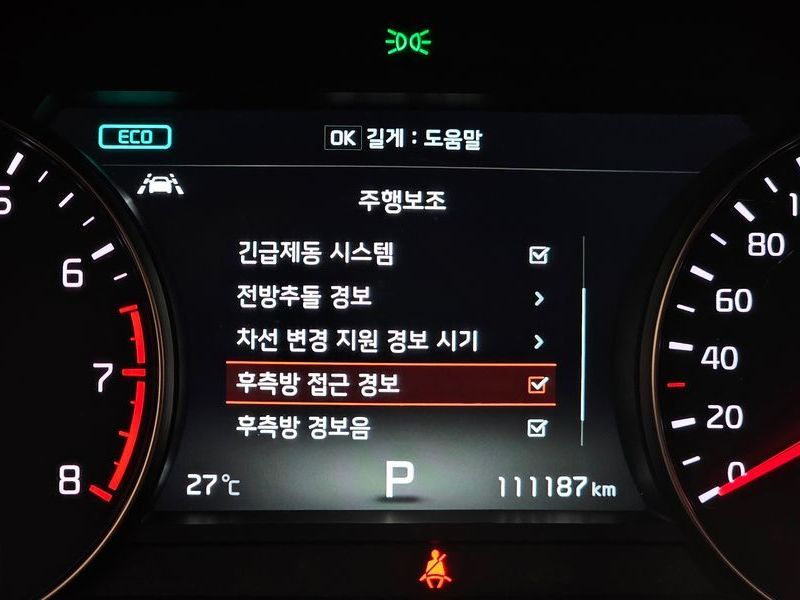 ECO
OK 길게 : 도움말
주행보조
긴급제동 시스템
전방추돌 경보
차선 변경 지원 경보 시기
후측방 접근 경보
후측방 경보음
27℃
P
111187 km
5
6
7
8
80
60
40
20
0